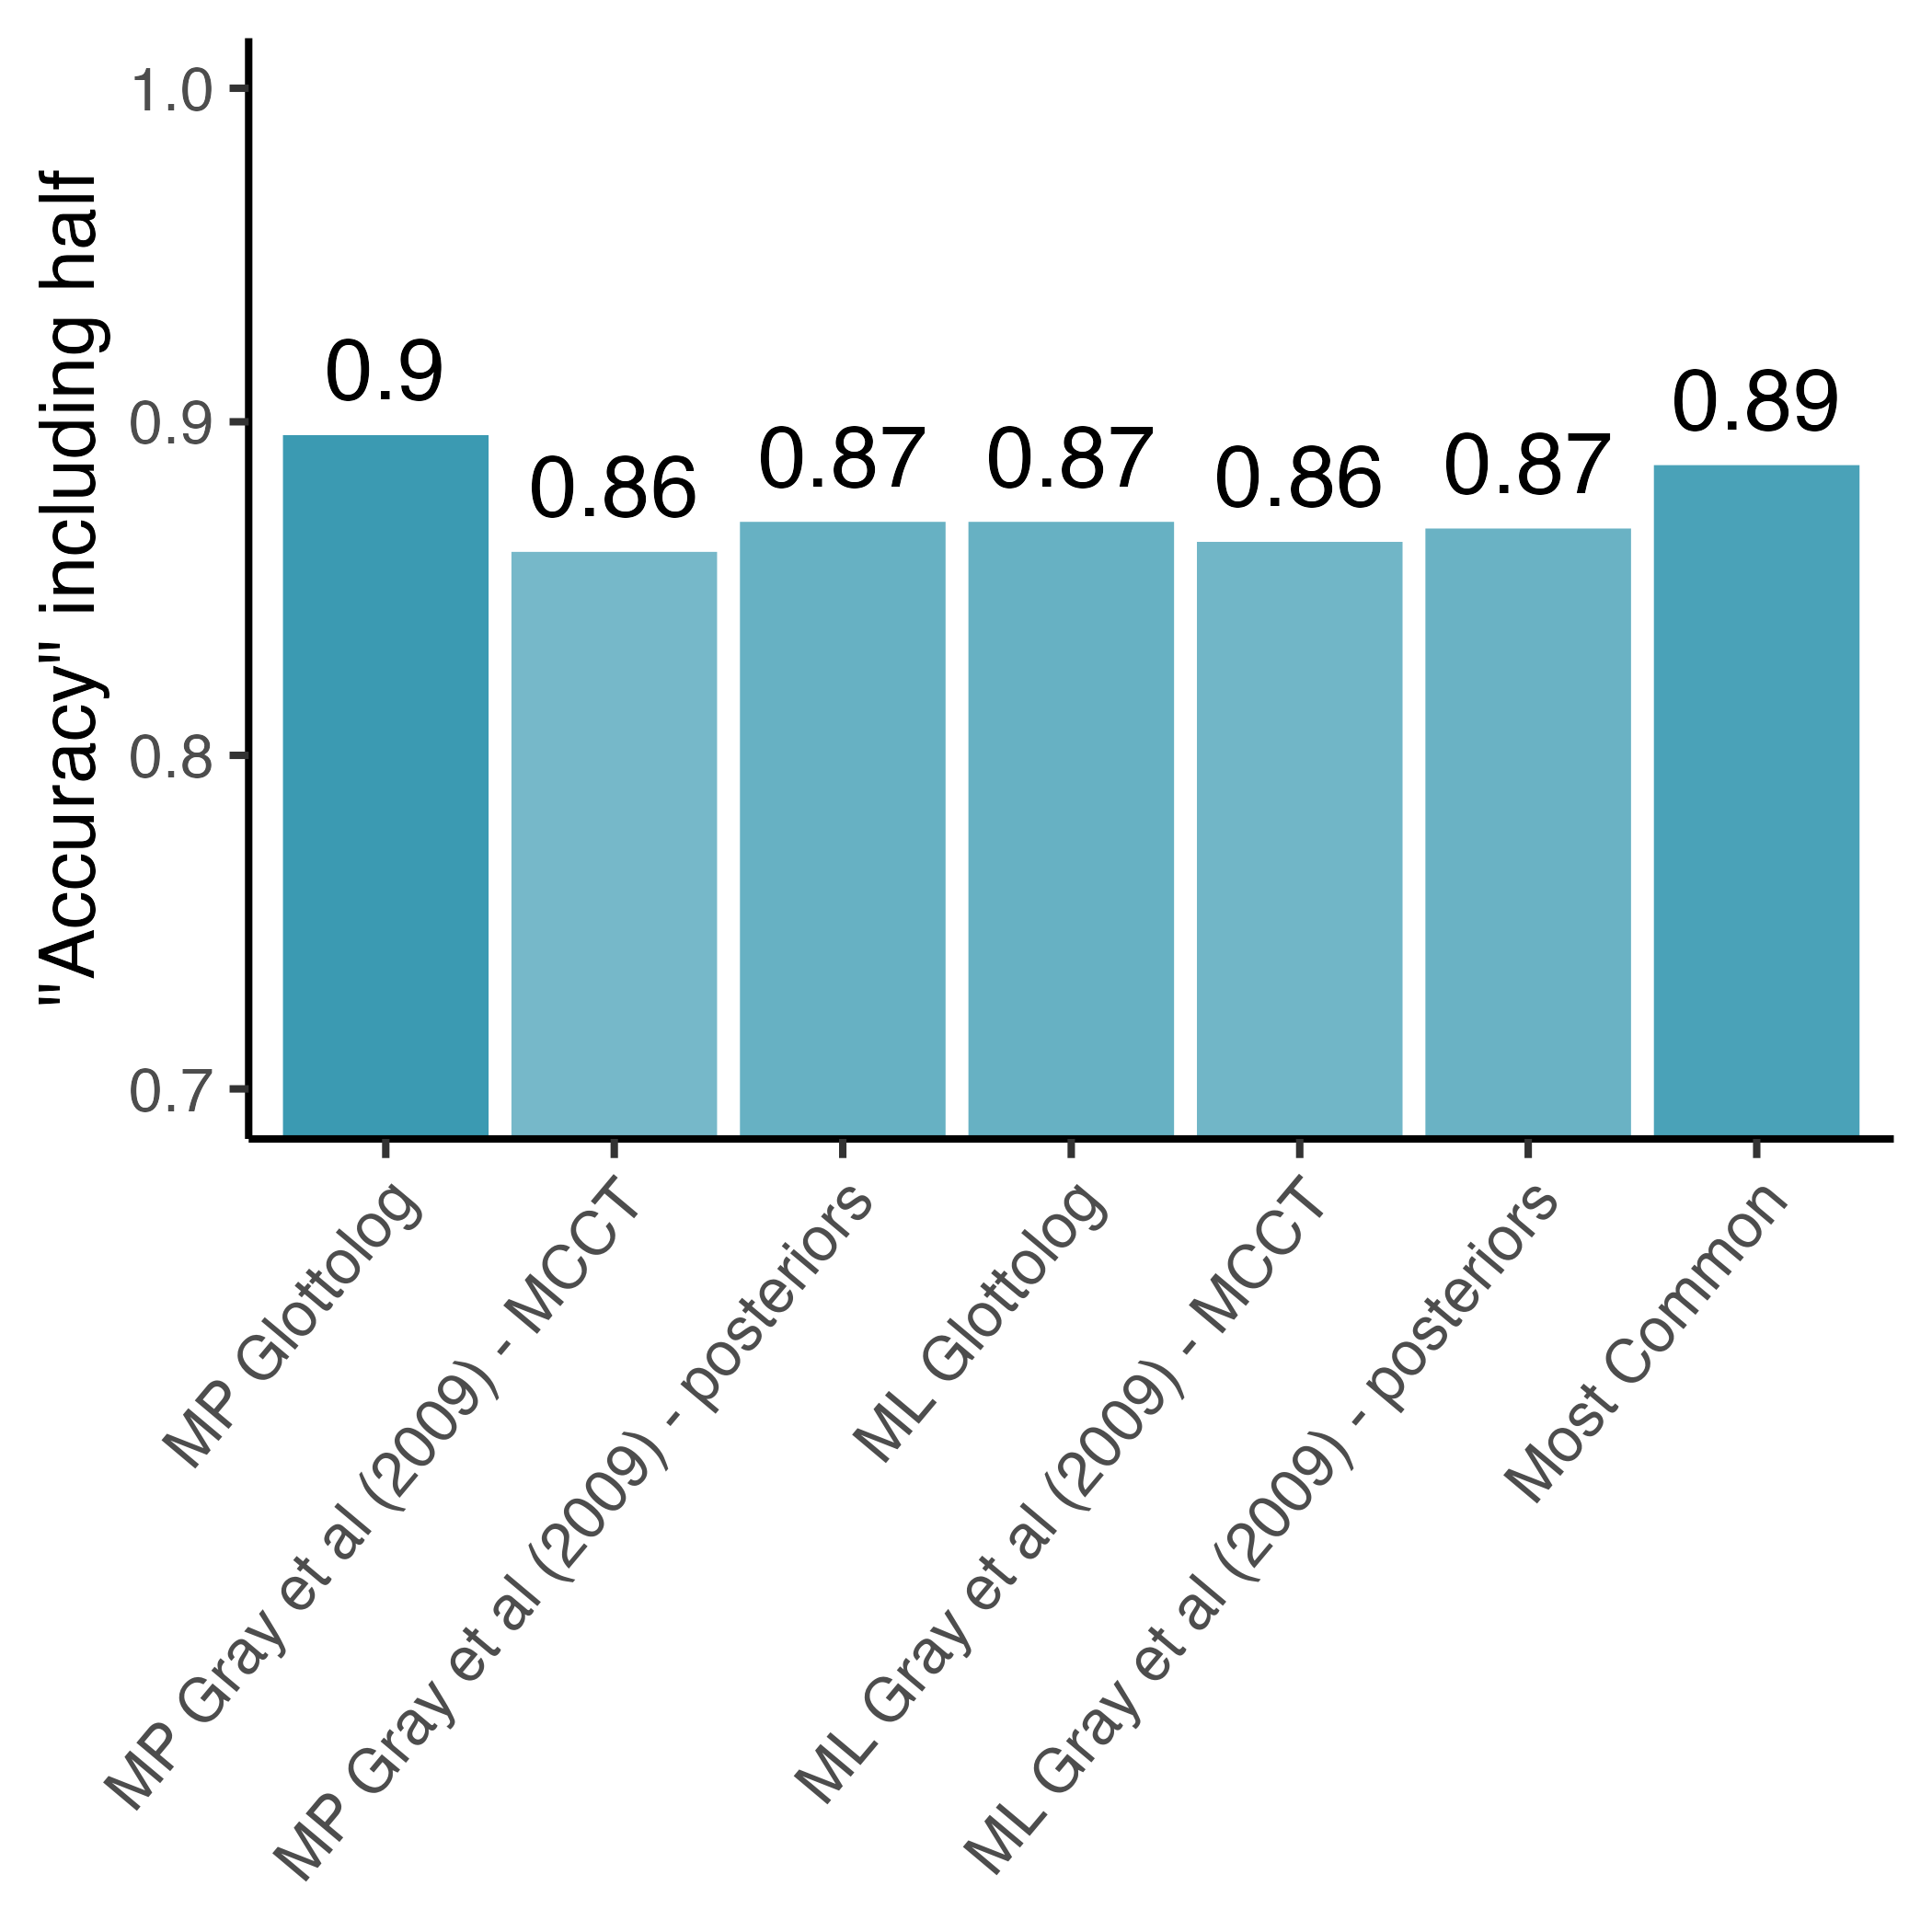 "Accuracy" including half
1.0
0.9
0.8
0.7
0.9
0.86
0.87
0.87
0.86
0.87
0.89
MP Glottolog
MP Gray et al (2009) - MCCT
MP Gray et al (2009) - posteriors
ML Glottolog
ML Gray et al (2009) - MCCT
ML Gray et al (2009) - posteriors
Most Common